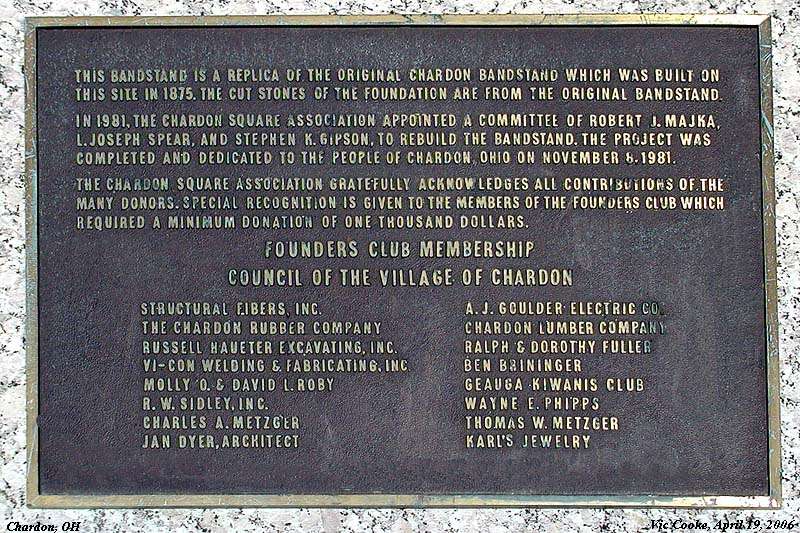 THIS BANDSTAND IS A REPLICA OF THE ORIGINAL CHARDON BANDSTAND WHICH WAS BUILT ON
THIS SITE IN 1875. THE CUT STONES OF THE FOUNDATION ARE FROM THE ORIGINAL BANDSTAND.
IN 1981, THE CHARDON SQUARE ASSOCIATION APPOINTED A COMMITTEE OF ROBERT J. MAJKA,
L. JOSEPH SPEAR, AND STEPHEN K. GIPSON, TO REBUILD THE BANDSTAND. THE PROJECT WAS
COMPLETED AND DEDICATED TO THE PEOPLE OF CHARDON, OHIO ON NOVEMBER 8, 1981.
THE CHARDON SQUARE ASSOCIATION GRATEFULLY ACKNOWLEDGES ALL CONTRIBUTIONS OF THE
MANY DONORS. SPECIAL RECOGNITION IS GIVEN TO THE MEMBERS OF THE FOUNDERS CLUB WHICH
REQUIRED A MINIMUM DONATION OF ONE THOUSAND DOLLARS.
FOUNDERS CLUB MEMBERSHIP
COUNCIL OF THE VILLAGE OF CHARDON
STRUCTURAL FIBERS, INC.
THE CHARDON RUBBER COMPANY
RUSSELL HAUETER EXCAVATING, INC.
VI-CON WELDING & FABRICATING, INC.
MOLLY O. & DAVID L. ROBY
R. W. SIDLEY, INC.
CHARLES A. METZGER
JAN DYER, ARCHITECT
A. J. GOULDER ELECTRIC CO.
CHARDON LUMBER COMPANY
RALPH & DOROTHY FULLER
BEN BRININGER
GEAUGA KIWANIS CLUB
WAYNE E. PHIPPS
THOMAS W. METZGER
KARL'S JEWELRY
Chardon, OH
Vic Cooke, April 19, 2006